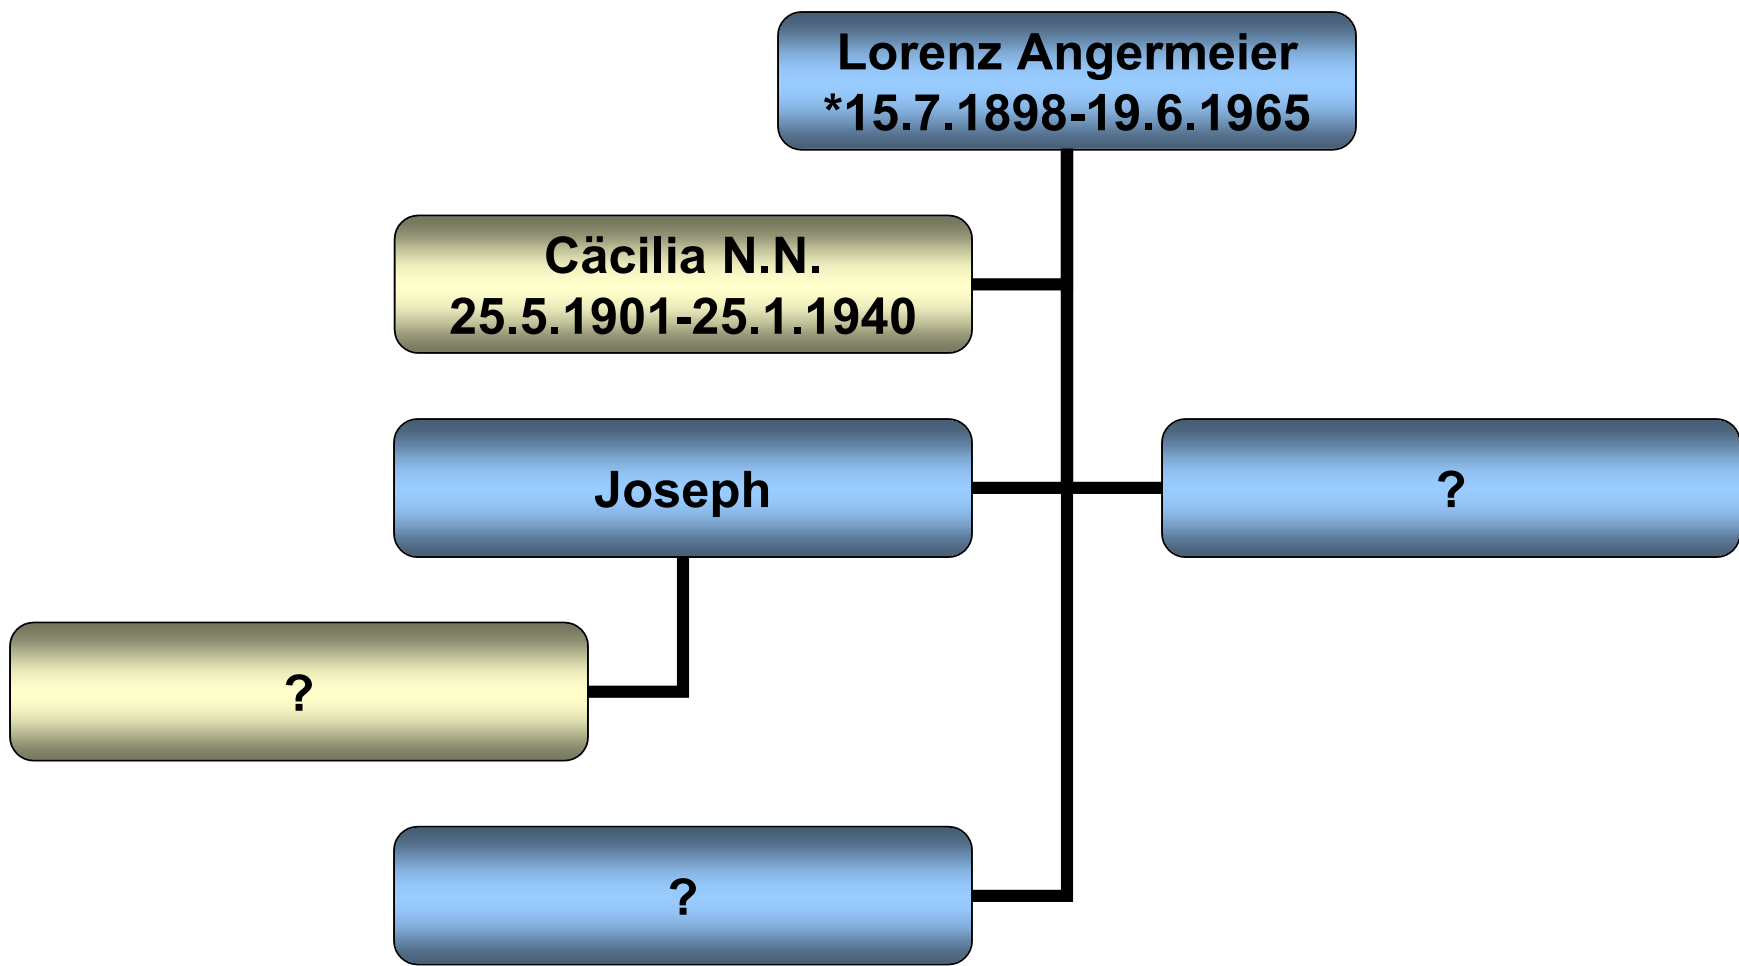 Lorenz Angermeier
*15.7.1898-19.6.1965
Cäcilia N.N.
25.5.1901-25.1.1940
Joseph
?
?
?